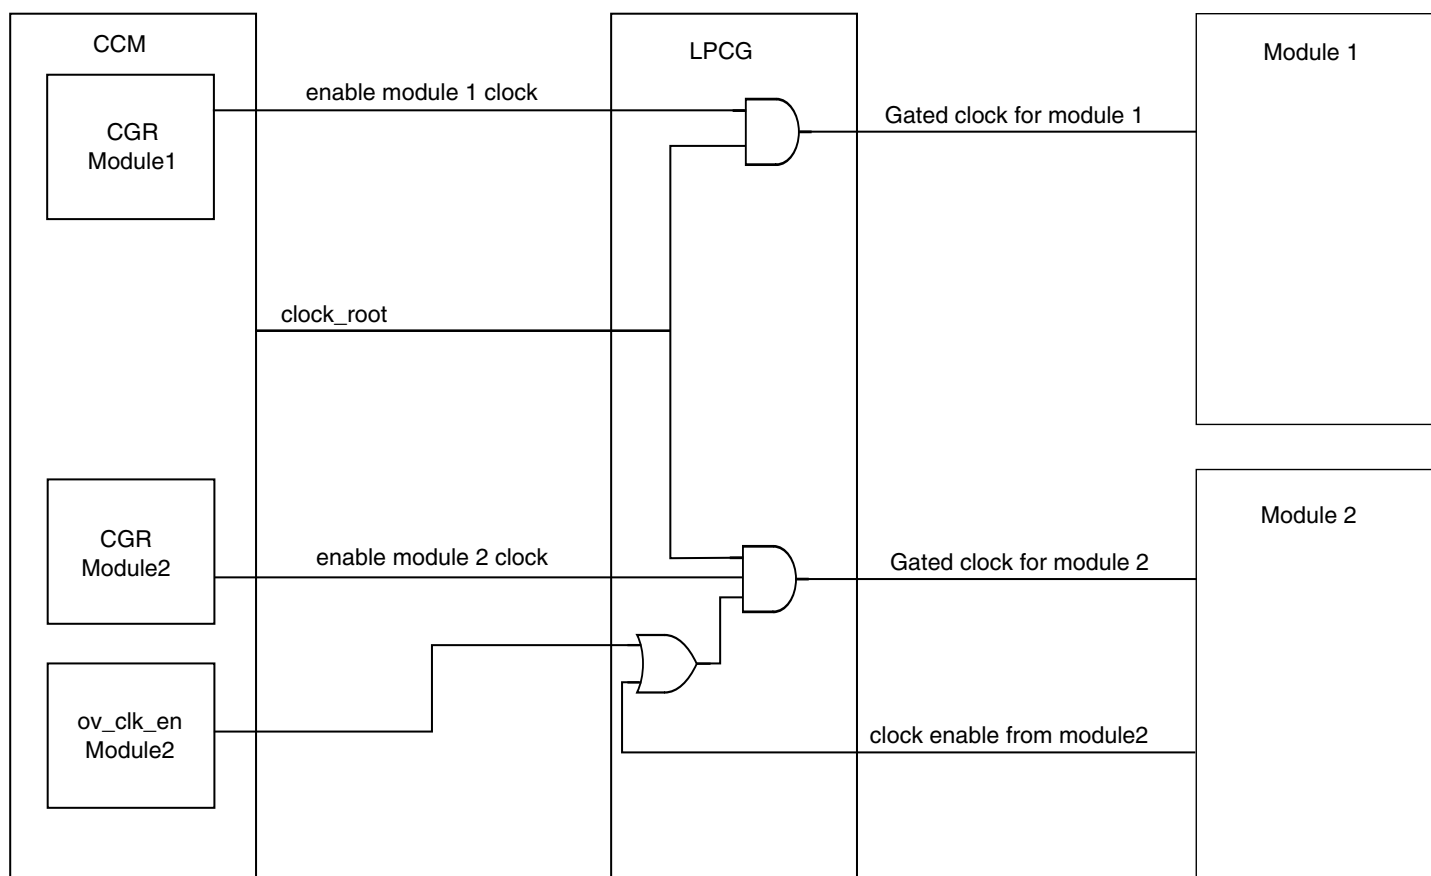 CCM
CGR
Module1
enable module 1 clock
LPCG
Gated clock for module 1
Module 1
clock_root
CGR
Module2
enable module 2 clock
Gated clock for module 2
Module 2
ov_clk_en
Module2
clock enable from module2